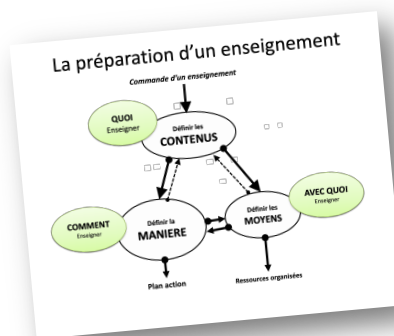 La préparation d'un enseignement
Commande d'un enseignement
QUOI
Enseigner
Définir les
CONTENUS
AVEC QUOI
Enseigner
Définir les
MOYENS
COMMENT
Enseigner
Définir la
MANIERE
Plan action
Ressources organisées